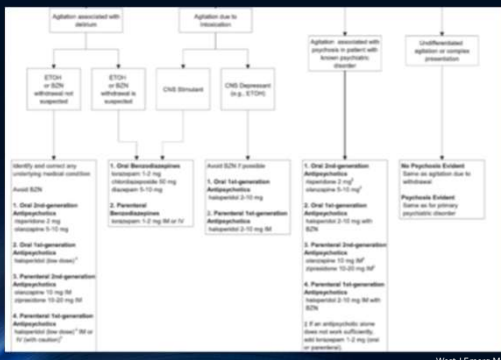 Agitation associated with
delirium
Agitation due to
Intoxication
Agitation associated with
psychosis in patient with
known psychiatric
disorder
Undifferentiated
agitation or complex
presentation
ETOH
or BZN
withdrawal not
suspected
ETOH
or BZN
withdrawal is
suspected
CNS Stimulant
CNS Depressant
(e.g., ETOH)
Identify and correct any
underlying medical condition
Avoid BZN
1. Oral 2nd-generation
Antipsychotics
risperidone 2 mg
olanzapine 5-10 mg
2. Oral 1st-generation
Antipsychotics
haloperidol (low dose)
3. Parenteral 2nd-generation
Antipsychotics
olanzapine 10 mg IM
ziprasidone 10-20 mg IM
4. Parenteral 1st-generation
Antipsychotics
haloperidol (low dose) IM or
IV (with caution)
1. Oral Benzodiazepines
lorazepam 1-2 mg
chlordiazepoxide 50 mg
diazepam 5-10 mg
2. Parenteral
Benzodiazepines
lorazepam 1-2 mg IM or IV
Avoid BZN if possible
1. Oral 1st-generation
Antipsychotics
haloperidol 2-10 mg
2. Parenteral 1st-generation
Antipsychotics
haloperidol 2-10 mg IM
1. Oral 2nd-generation
Antipsychotics
risperidone 2 mg
olanzapine 5-10 mg
2. Oral 1st-generation
Antipsychotics
haloperidol 2-10 mg with
BZN
3. Parenteral 2nd-generation
Antipsychotics
olanzapine 10 mg IM
ziprasidone 10-20 mg IM
4. Parenteral 1st-generation
Antipsychotics
haloperidol 2-10 mg IM with
BZN
If an antipsychotic alone
does not work sufficiently,
add lorazepam 1-2 mg (oral
or parenteral)
No Psychosis Evident
Same as agitation due to
withdrawal
Psychosis Evident
Same as for primary
psychiatric disorder
West J Emerg M